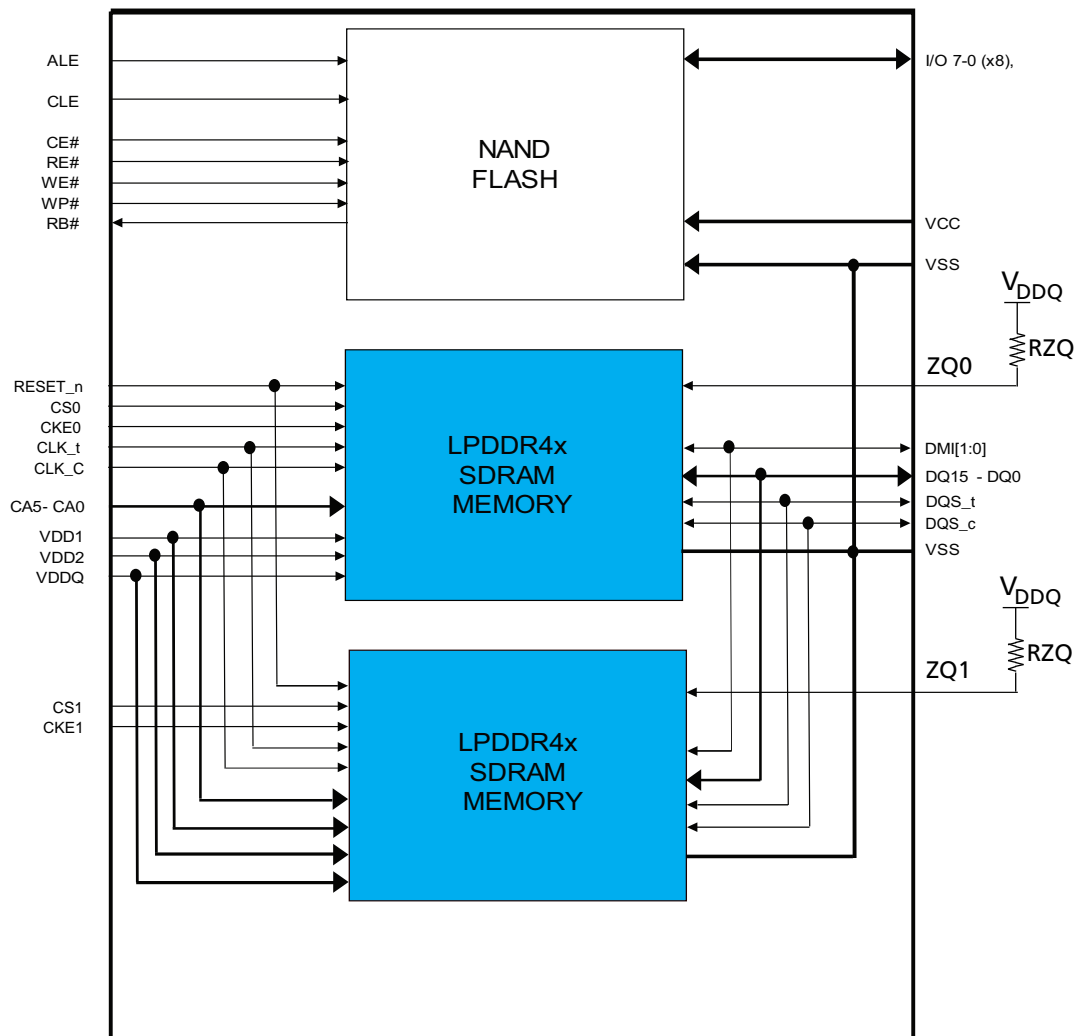 ALE
CLE
CE#
RE#
WE#
WP#
RB#
NAND
FLASH
I/O 7-0 (x8),
VCC
VSS
VDDQ
RZQ
ZQ0
RESET_n
CS0
CKE0
CLK_t
CLK_C
CA5- CA0
VDD1
VDD2
VDDQ
LPDDR4x
SDRAM
MEMORY
DMI[1:0]
DQ15 - DQ0
DQS_t
DQS_c
VSS
VDDQ
RZQ
ZQ1
CS1
CKE1
LPDDR4x
SDRAM
MEMORY